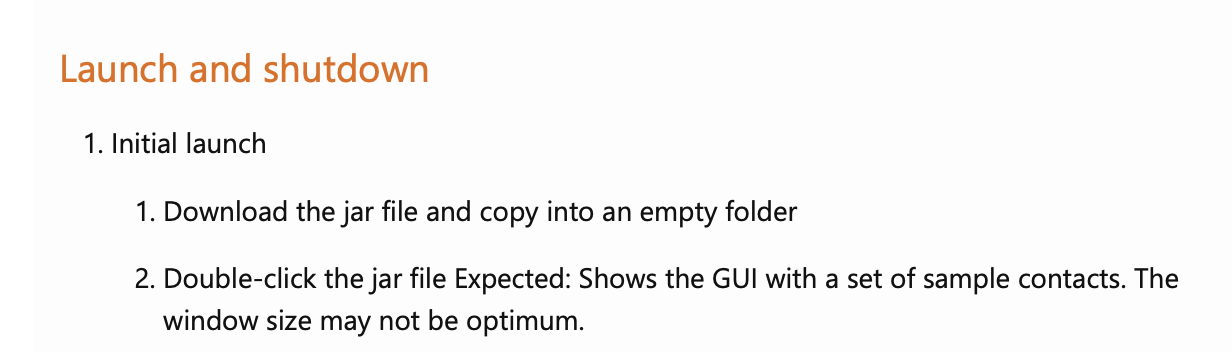 Launch and shutdown
1. Initial launch
1. Download the jar file and copy into an empty folder
2. Double-click the jar file Expected: Shows the GUI with a set of sample contacts. The
window size may not be optimum.